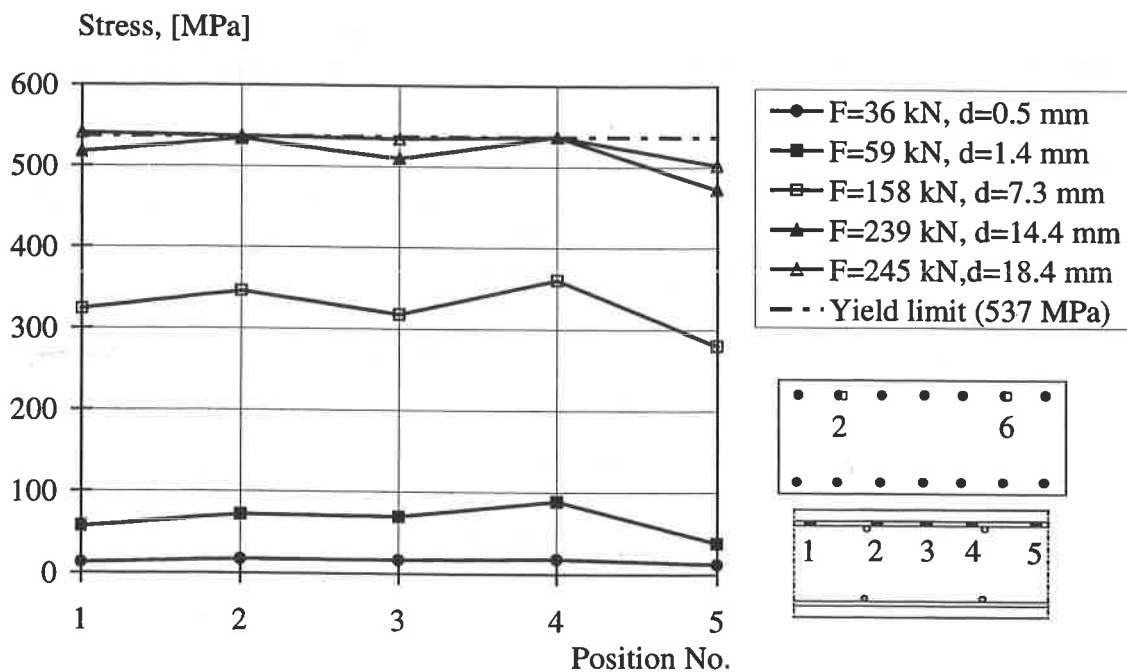 Stress, [MPa]
600
500
400
300
200
100
0
1 2 3 4 5
Position No.
F=36 kN, d=0.5 mm
F=59 kN, d=1.4 mm
F=158 kN, d=7.3 mm
F=239 kN, d=14.4 mm
F=245 kN,d=18.4 mm
Yield limit (537 MPa)
2 6
1 2 3 4 5